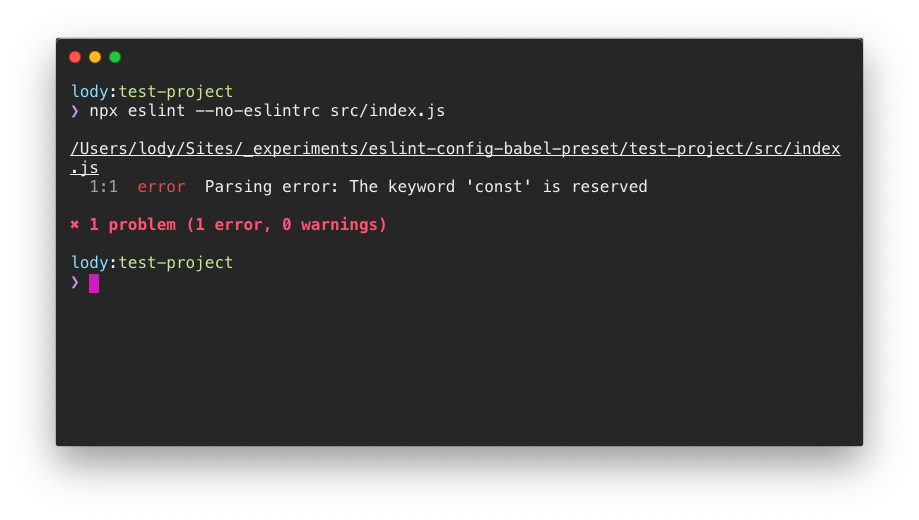 lody:test-project
❯ npx eslint --no-eslintrc src/index.js
/Users/lody/Sites/_experiments/eslint-config-babel-preset/test-project/src/index
.js
1:1  error  Parsing error: The keyword 'const' is reserved
✖ 1 problem (1 error, 0 warnings)
lody:test-project
❯